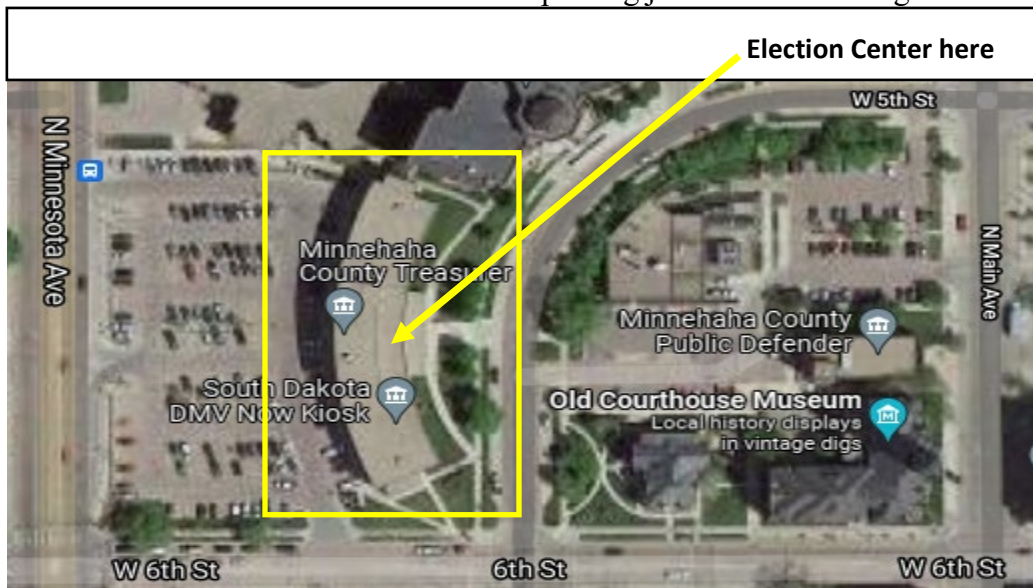 Election Center here
W 5th St
N Minnesota Ave
Minnehaha
County Treasurer
N Main Ave
Minnehaha County
Public Defender
South Dakota
DMV Now Kiosk
Old Courthouse Museum
Local history displays
in vintage digs
W 6th St
6th St
W 6th St